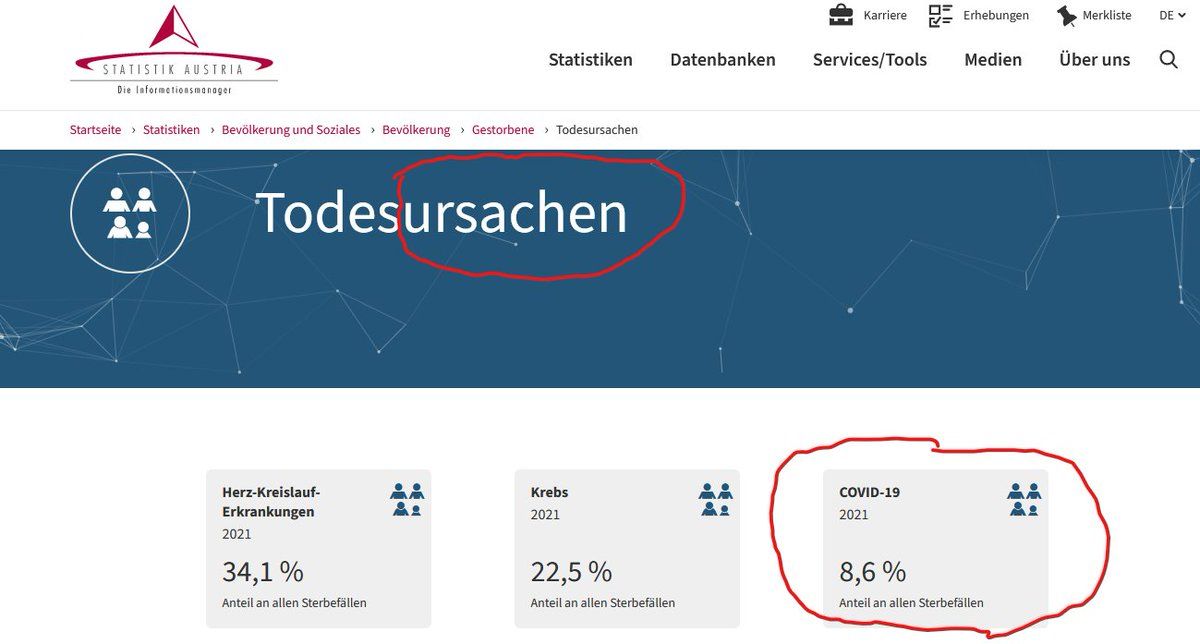 Karriere Erhebungen Merkliste DE
STATISTIK AUSTRIA
Die Informationsmanager
Statistiken Datenbanken Services/Tools Medien Über uns
Startseite › Statistiken › Bevölkerung und Soziales › Bevölkerung › Gestorbene › Todesursachen
Todesursachen
Herz-Kreislauf-
Erkrankungen
2021
34,1 %
Anteil an allen Sterbefällen
Krebs
2021
22,5 %
Anteil an allen Sterbefällen
COVID-19
2021
8,6 %
Anteil an allen Sterbefällen